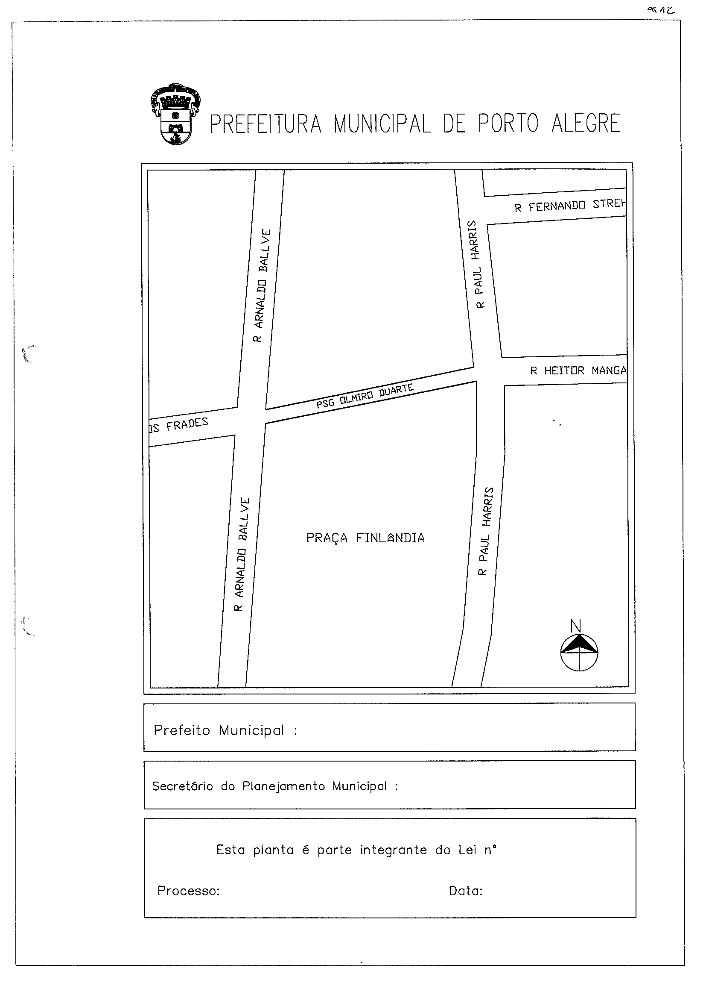 PREFEITURA MUNICIPAL DE PORTO ALEGRE
R FERNANDO STREH
R PAUL HARRIS
R ARNALDO BALLVE
R HEITOR MANGA
PSG OLMIRO DUARTE
OS FRADES
R PAUL HARRIS
R ARNALDO BALLVE
PRAÇA FINLÂNDIA
N
Prefeito Municipal :
Secretário do Planejamento Municipal :
Esta planta é parte integrante da Lei nº
Processo: Data: